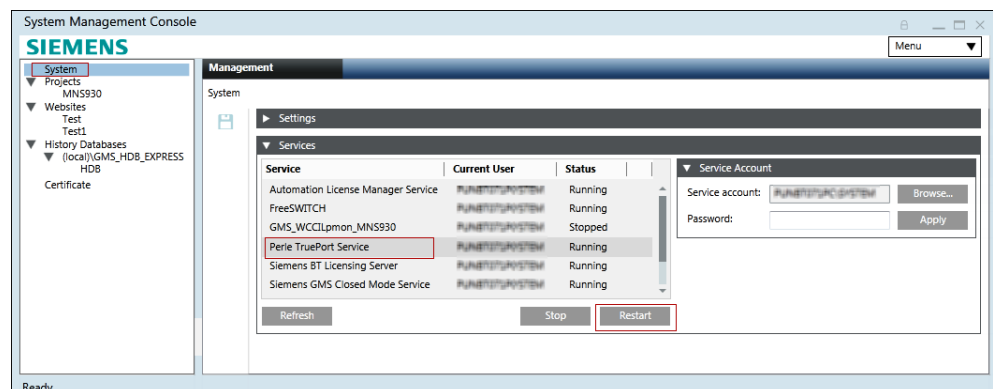 System Management Console
SIEMENS
Menu
System
Projects
MNS930
Websites
Test
Test1
History Databases
(local)\GMS_HDB_EXPRESS
HDB
Certificate
Management
System
Settings
Services
Service Current User Status
Automation License Manager Service Running
FreeSWITCH Running
GMS_WCCILpmon_MNS930 Stopped
Perle TruePort Service Running
Siemens BT Licensing Server Running
Siemens GMS Closed Mode Service Running
Refresh Stop Restart
Service Account
Service account: Browse...
Password: Apply
Ready